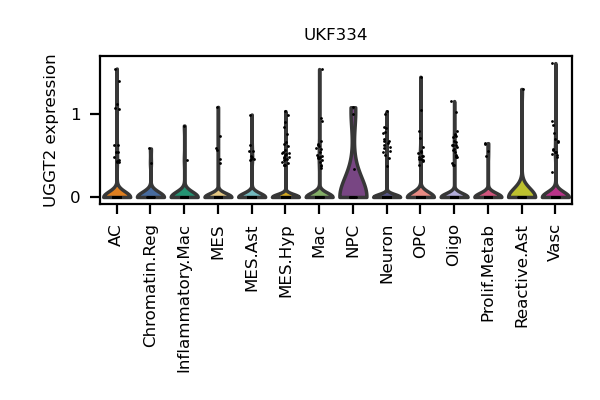 UKF334
UGGT2 expression
1
0
AC
Chromatin.Reg
Inflammatory.Mac
MES
MES.Ast
MES.Hyp
Mac
NPC
Neuron
OPC
Oligo
Prolif.Metab
Reactive.Ast
Vasc